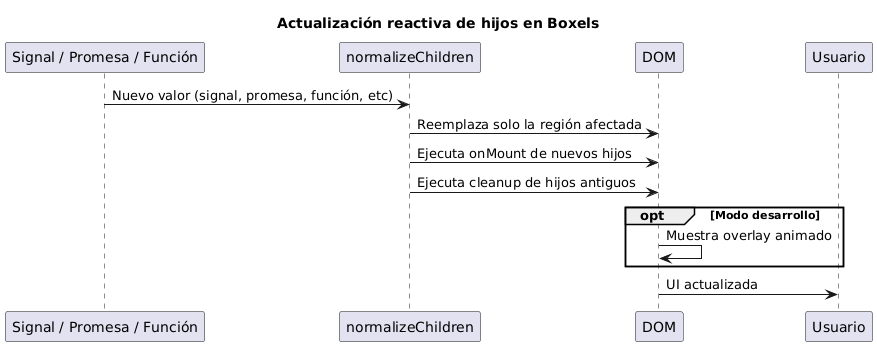 Actualización reactiva de hijos en Boxels
Signal / Promesa / Función
normalizeChildren
DOM
Usuario
Nuevo valor (signal, promesa, función, etc)
Reemplaza solo la región afectada
Ejecuta onMount de nuevos hijos
Ejecuta cleanup de hijos antiguos
opt [Modo desarrollo]
Muestra overlay animado
UI actualizada
Signal / Promesa / Función
normalizeChildren
DOM
Usuario